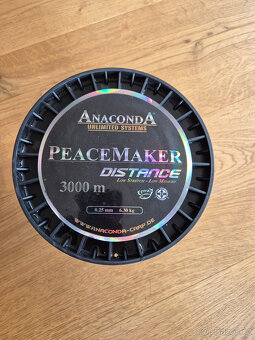 ANACONDA
UNLIMITED SYSTEMS
PEACEMAKER
DISTANCE
LOW STRETCH - LOW MEMORY
3000 m
0.25 mm 6.30 kg
WWW.ANACONDA-CARP.DE